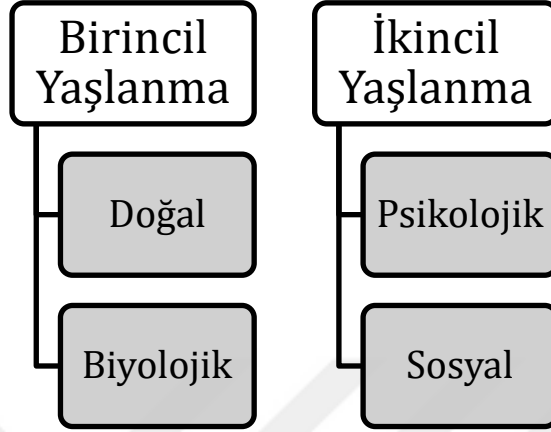 Birincil
Yaşlanma
Doğal
Biyolojik
İkincil
Yaşlanma
Psikolojik
Sosyal